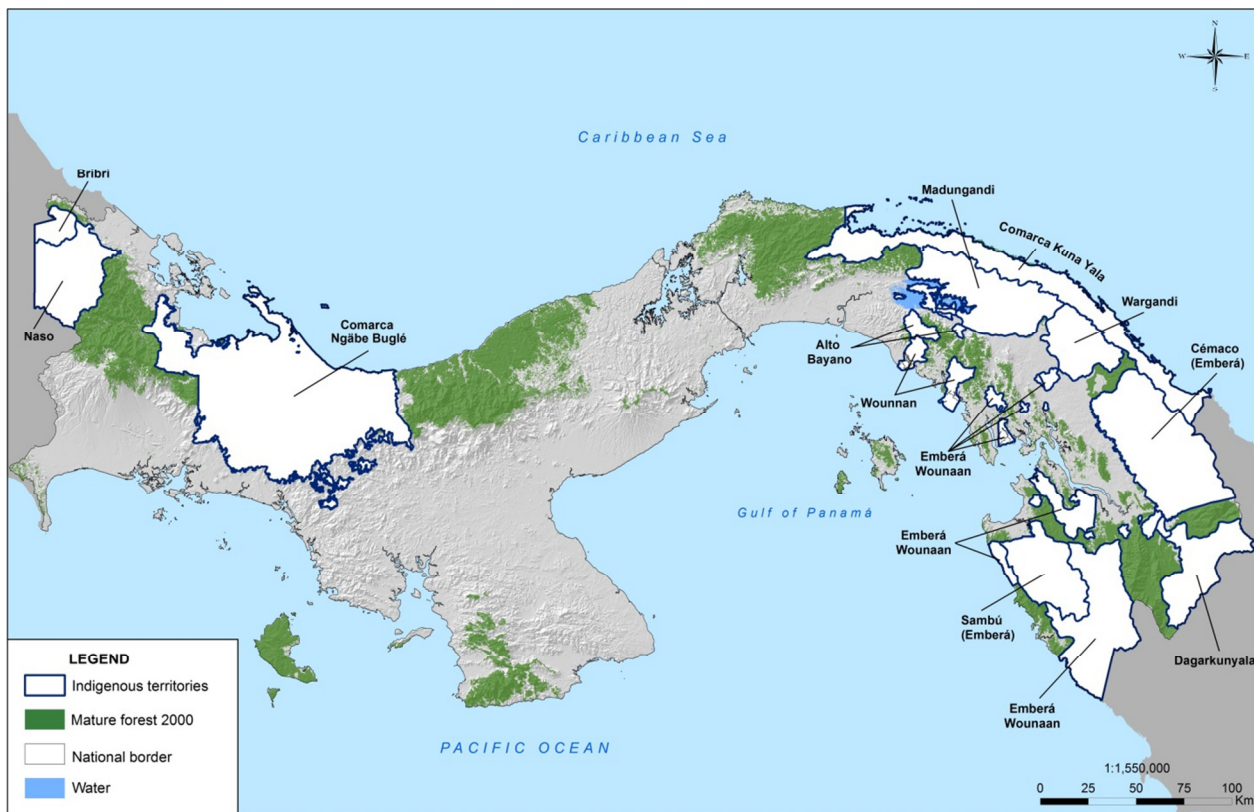 N
W E
S
Caribbean Sea
Bribri
Madungandi
Comarca Kuna Yala
Wargandi
Naso
Comarca
Ngäbe Buglé
Alto
Bayano
Cémaco
(Emberá)
Wounnan
Emberá
Wounaan
Gulf of Panamá
Emberá
Wounaan
Sambú
(Emberá)
Dagarkunyala
Emberá
Wounaan
PACIFIC OCEAN
LEGEND
Indigenous territories
Mature forest 2000
National border
Water
1:1,550,000
0 25 50 75 100
Km